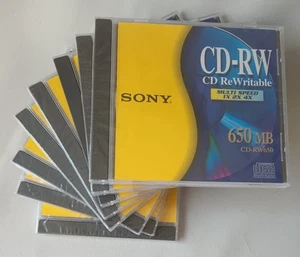 CD-RW
CD ReWritable
MULTI SPEED
1X 2X 4X
SONY
650 MB
CD-RW650